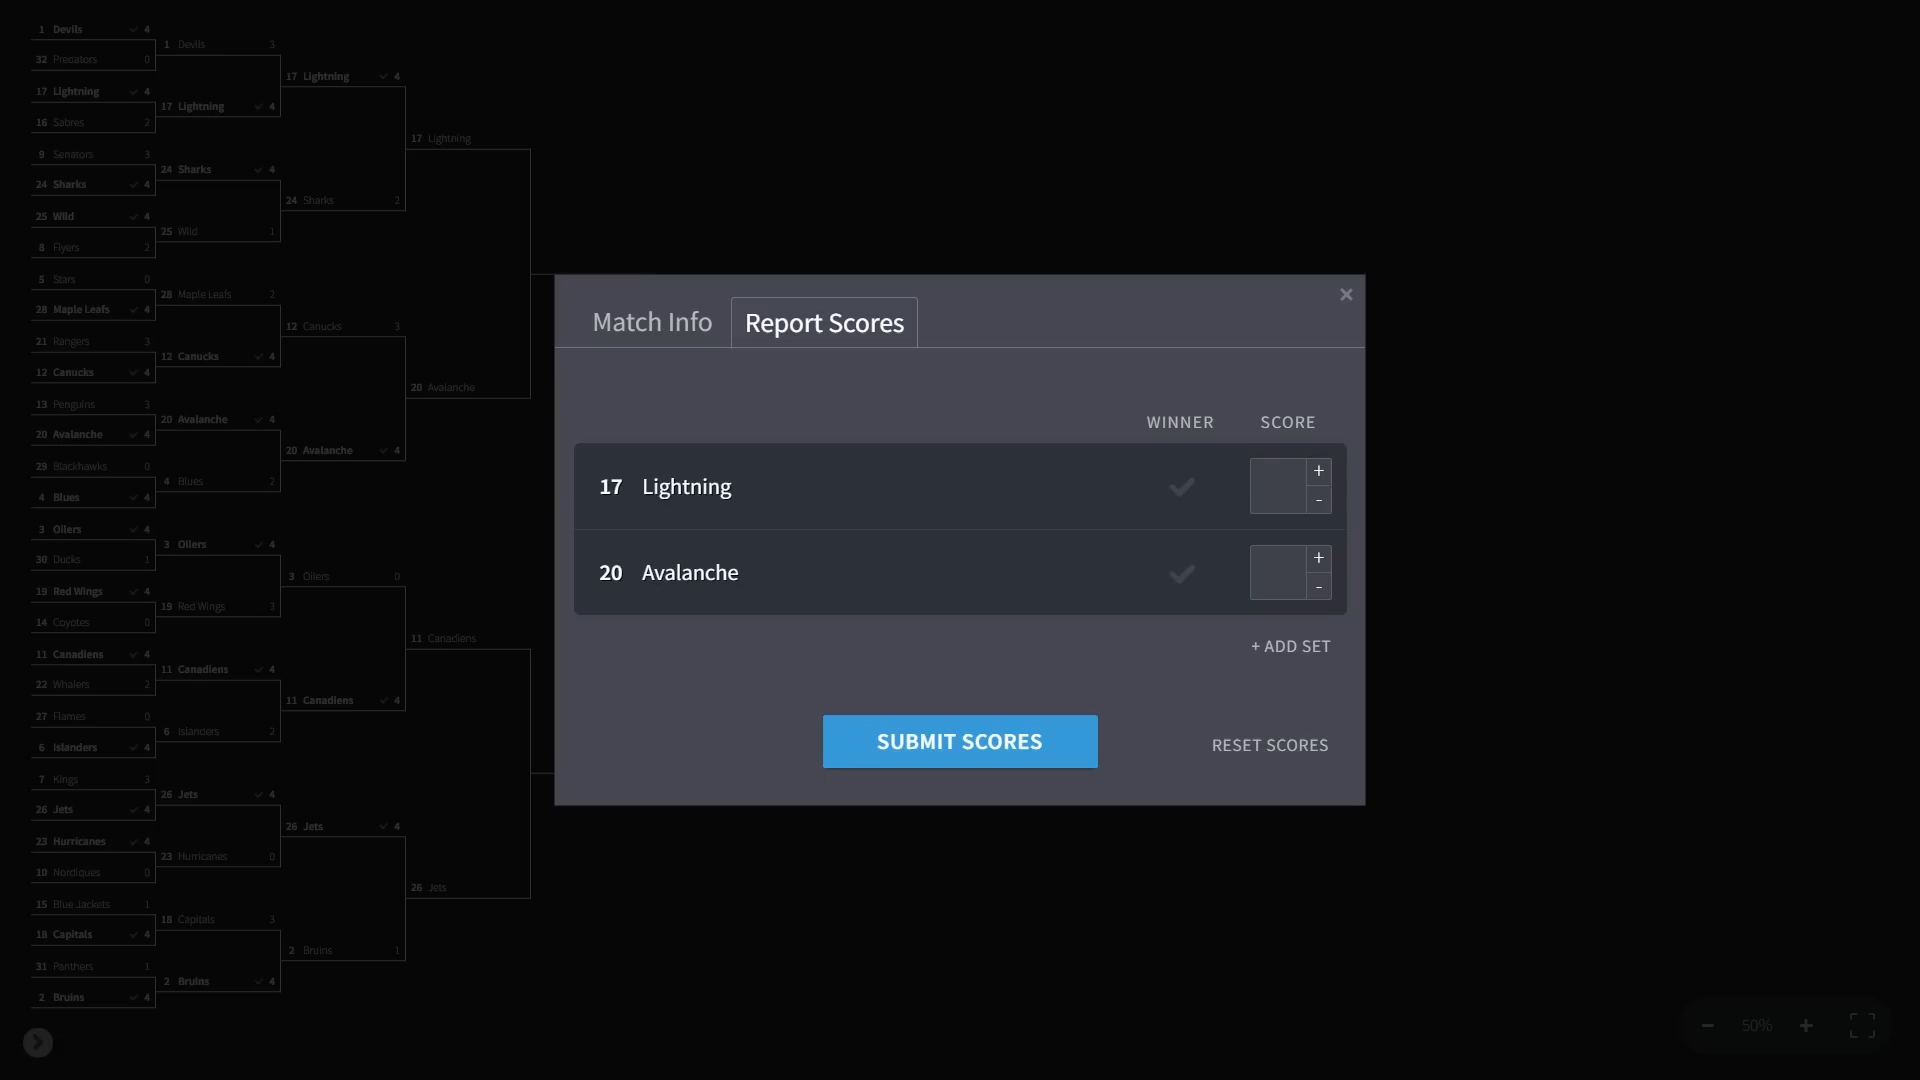 1 Devils 4
32 Predators 0
17 Lightning 4
16 Sabres 2
9 Senators 3
24 Sharks 4
25 Wild 4
8 Flyers 2
5 Stars 0
28 Maple Leafs 4
21 Rangers 3
12 Canucks 4
13 Penguins 3
20 Avalanche 4
29 Blackhawks 0
4 Blues 4
3 Oilers 4
30 Ducks 1
19 Red Wings 4
14 Coyotes 0
11 Canadiens 4
22 Whalers 2
27 Flames 0
6 Islanders 4
7 Kings 3
26 Jets 4
23 Hurricanes 4
10 Nordiques 0
15 Blue Jackets 1
18 Capitals 4
31 Panthers 1
2 Bruins 4
1 Devils 3
17 Lightning 4
24 Sharks 4
25 Wild 1
28 Maple Leafs 2
12 Canucks 4
20 Avalanche 4
4 Blues 2
3 Oilers 4
19 Red Wings 3
11 Canadiens 4
6 Islanders
26 Jets 4
23 Hurricanes 0
18 Capitals 3
2 Bruins 4
17 Lightning 4
24 Sharks 2
12 Canucks 3
20 Avalanche 4
3 Oilers 0
11 Canadiens 4
26 Jets 4
2 Bruins 1
17 Lightning
20 Avalanche
11 Canadiens
26 Jets
Match Info Report Scores ×
WINNER SCORE
17 Lightning + -
20 Avalanche + -
+ ADD SET
SUBMIT SCORES RESET SCORES
− 50% +